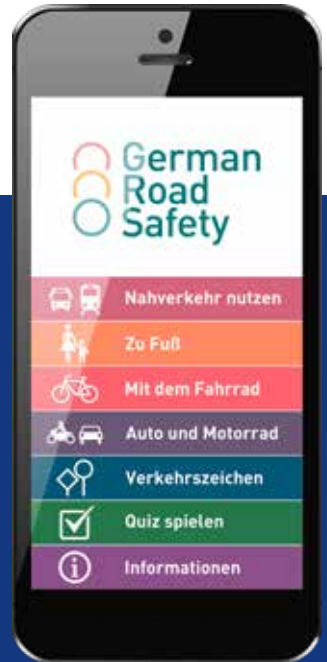 German
Road
Safety
Nahverkehr nutzen
Zu Fuß
Mit dem Fahrrad
Auto und Motorrad
Verkehrszeichen
Quiz spielen
Informationen